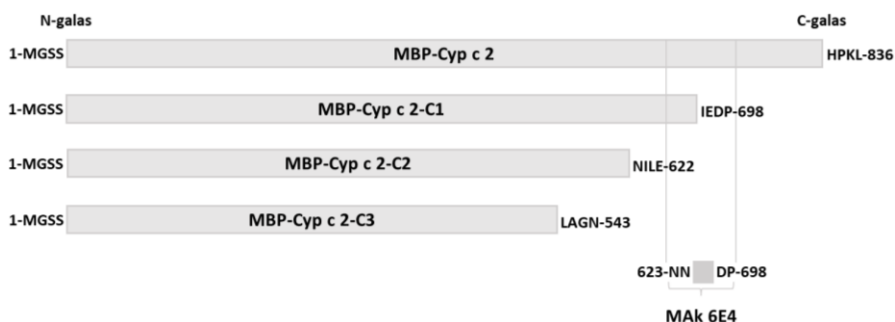 N-galas C-galas
1-MGSS MBP-Cyp c 2 HPKL-836
1-MGSS MBP-Cyp c 2-C1 IEDP-698
1-MGSS MBP-Cyp c 2-C2 NILE-622
1-MGSS MBP-Cyp c 2-C3 LAGN-543
623-NN DP-698
MAk 6E4